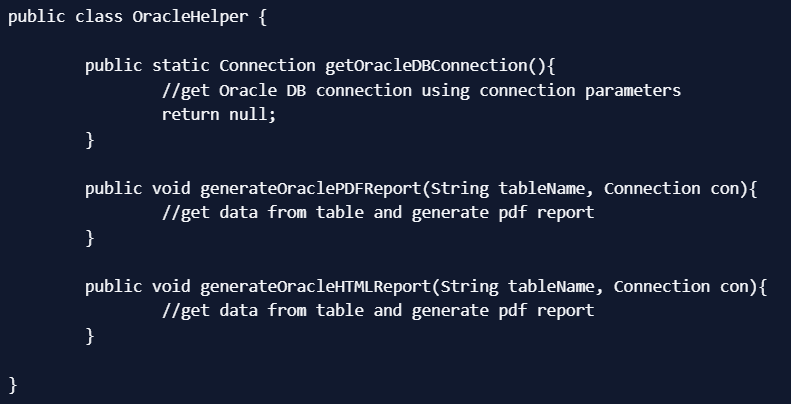 public class OracleHelper {
public static Connection getOracleDBConnection(){
//get Oracle DB connection using connection parameters
return null;
}
public void generateOraclePDFReport(String tableName, Connection con){
//get data from table and generate pdf report
}
public void generateOracleHTMLReport(String tableName, Connection con){
//get data from table and generate pdf report
}
}